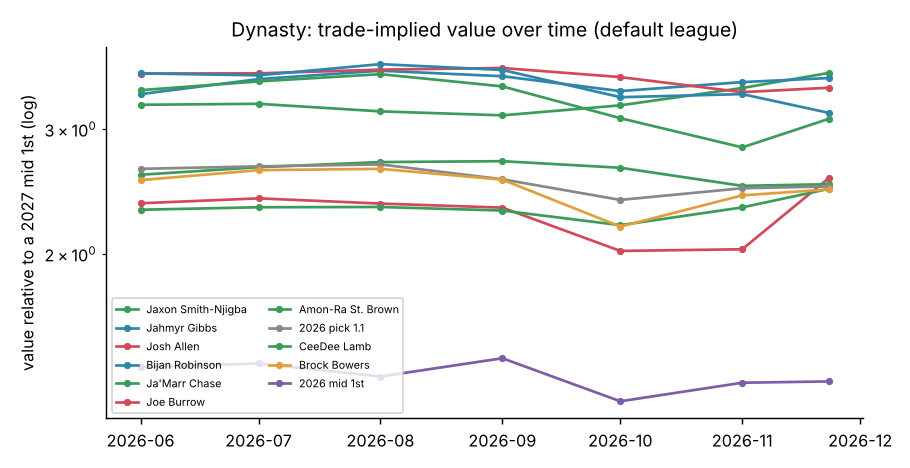 Dynasty: trade-implied value over time (default league)
value relative to a 2027 mid 1st (log)
3 × 10⁰
2 × 10⁰
Jaxon Smith-Njigba
Jahmyr Gibbs
Josh Allen
Bijan Robinson
Ja'Marr Chase
Joe Burrow
Amon-Ra St. Brown
2026 pick 1.1
CeeDee Lamb
Brock Bowers
2026 mid 1st
2026-06 2026-07 2026-08 2026-09 2026-10 2026-11 2026-12